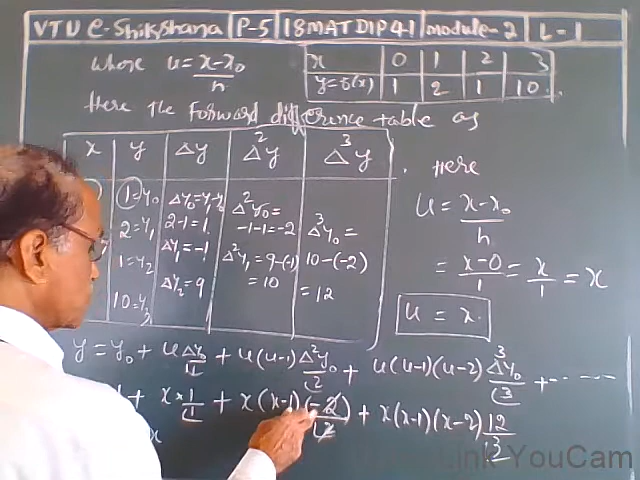 VTU e-Shikshana P-5 18MATDIP41 module-2 L-1
where u = x-x₀/h
x 0 1 2 3
y=f(x) 1 2 1 10
Here the forward difference table as
x y Δy Δ²y Δ³y
1=y₀ Δy₀=y₁-y₀ Δ²y₀= Δ³y₀=
2=y₁ 2-1=1 -1-1=-2 10-(-2)
1=y₂ Δy₁=-1 Δ²y₁=9-(-1) =12
10=y₃ Δy₂=9 =10
Here
u = x-x₀/h
= x-0/1 = x/1 = x
u = x.
y = y₀ + u Δy₀/⌊1 + u(u-1) Δ²y₀/⌊2 + u(u-1)(u-2) Δ³y₀/⌊3 + ------
+ x × 1/⌊1 + x(x-1) (-2)/⌊2 + x(x-1)(x-2) 12/⌊3
x
YouCam